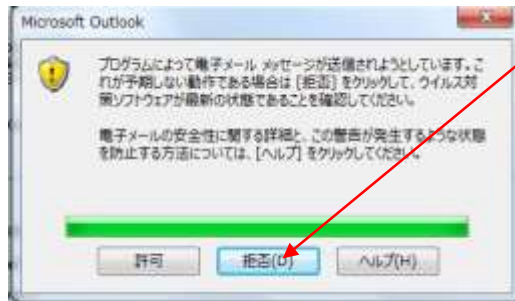 Microsoft Outlook
プログラムによって電子メール メッセージが送信されようとしています。こ
れが予期しない動作である場合は [拒否] をクリックして、ウイルス対
策ソフトウェアが最新の状態であることを確認してください。
電子メールの安全性に関する詳細と、この警告が発生するような状態
を防止する方法については、[ヘルプ] をクリックしてください。
許可
拒否(D)
ヘルプ(H)